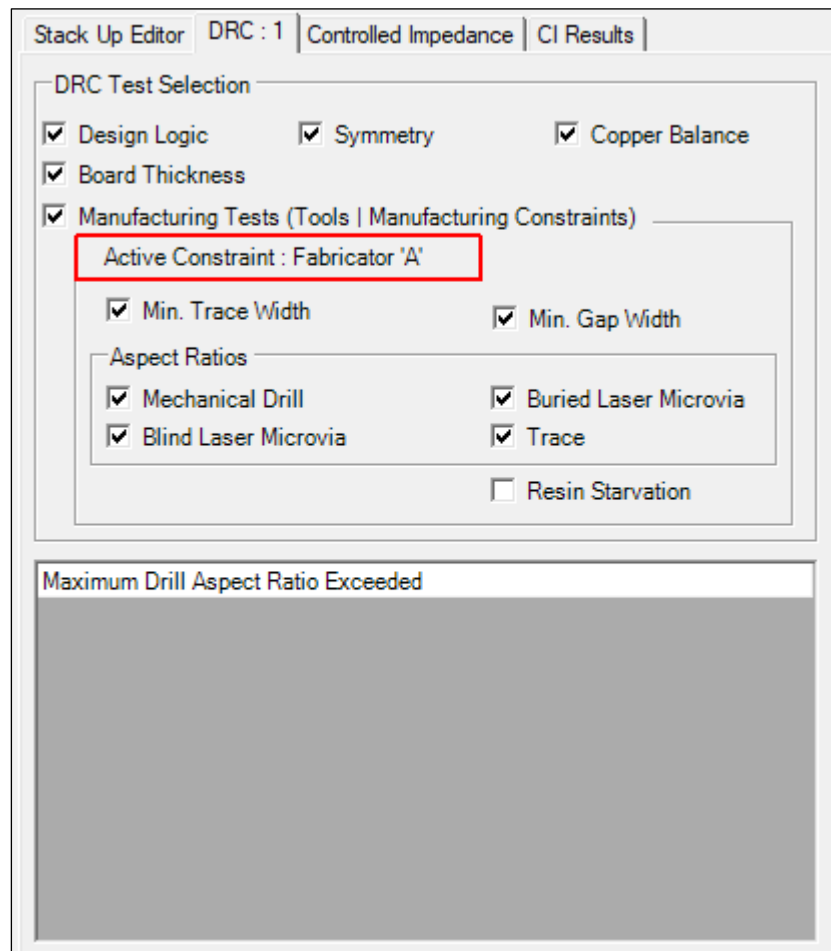 Stack Up Editor DRC : 1 Controlled Impedance CI Results
DRC Test Selection
Design Logic Symmetry Copper Balance
Board Thickness
Manufacturing Tests (Tools | Manufacturing Constraints)
Active Constraint : Fabricator 'A'
Min. Trace Width Min. Gap Width
Aspect Ratios
Mechanical Drill Buried Laser Microvia
Blind Laser Microvia Trace
Resin Starvation
Maximum Drill Aspect Ratio Exceeded